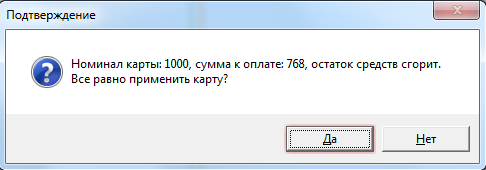 Подтверждение
Номинал карты: 1000, сумма к оплате: 768, остаток средств сгорит.
Все равно применить карту?
Да
Нет